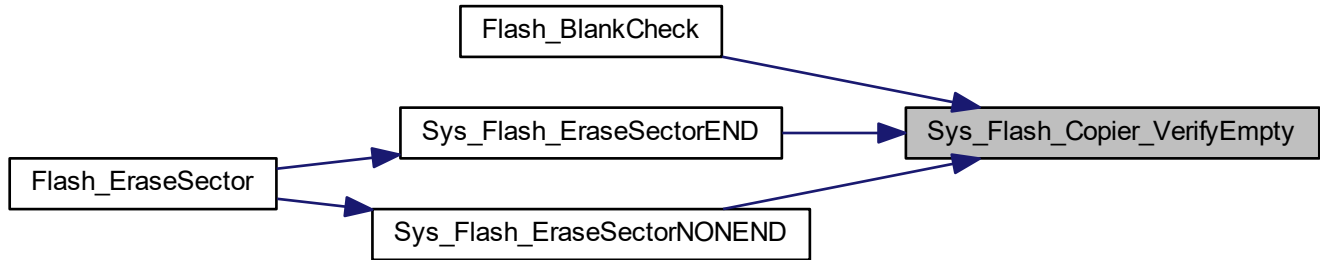 Flash_BlankCheck
Sys_Flash_EraseSectorEND
Sys_Flash_Copier_VerifyEmpty
Flash_EraseSector
Sys_Flash_EraseSectorNONEND